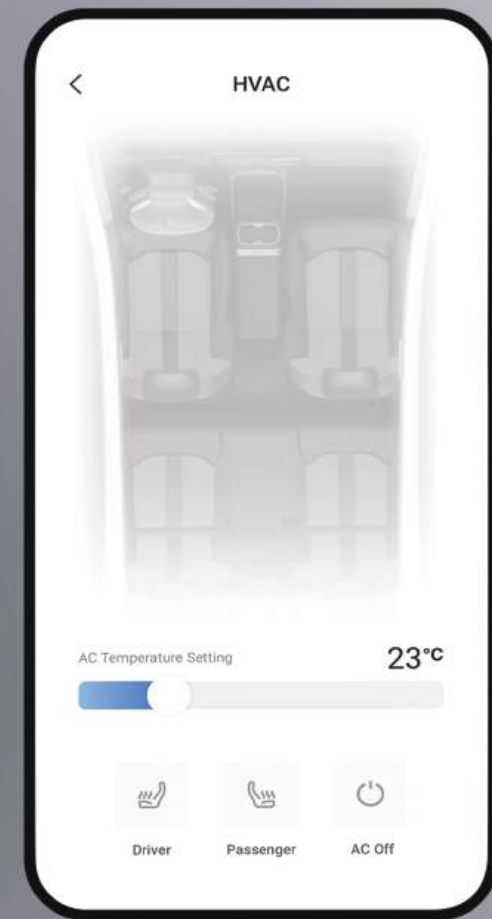 HVAC
AC Temperature Setting
23°C
Driver
Passenger
AC Off